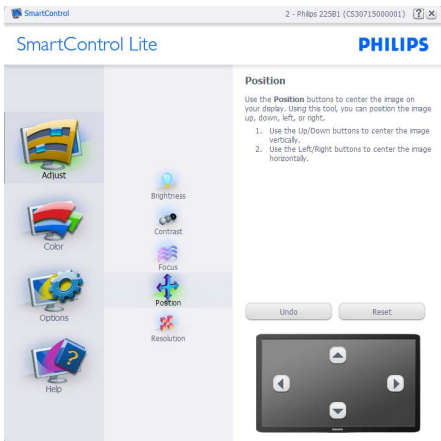 SmartControl
2 - Philips 225B1 (CS30715000001)
SmartControl Lite
PHILIPS
Adjust
Color
Options
Help
Brightness
Contrast
Focus
Position
Resolution
Position
Use the Position buttons to center the image on
your display. Using this tool, you can position the image
up, down, left, or right.
1. Use the Up/Down buttons to center the image
vertically.
2. Use the Left/Right buttons to center the image
horizontally.
Undo
Reset
PHILIPS